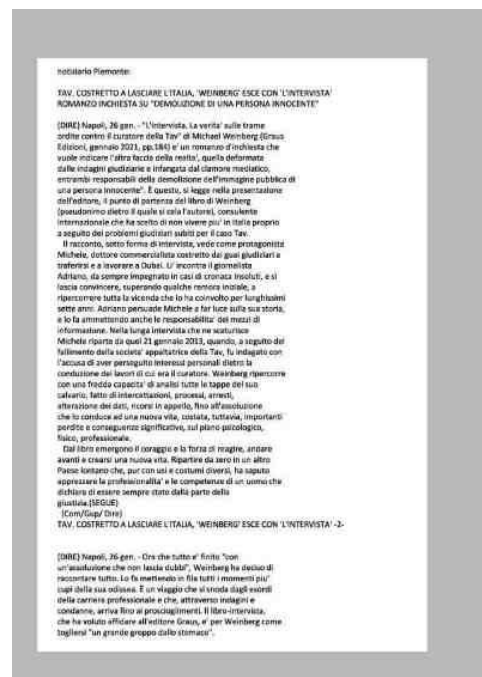 notiziario Piemonte:
TAV. COSTRETTO A LASCIARE L'ITALIA, 'WEINBERG' ESCE CON 'L'INTERVISTA'
ROMANZO INCHIESTA SU "DEMOLIZIONE DI UNA PERSONA INNOCENTE"
(DIRE) Napoli, 26 gen. - "L'intervista. La verita' sulle trame
ordite contro il curatore della Tav" di Michael Weinberg (Graus
Edizioni, gennaio 2021, pp.184) e' un romanzo d'inchiesta che
vuole indicare l'altra faccia della realta', quella deformata
dalle indagini giudiziarie e infangata dal clamore mediatico,
entrambi responsabili della demolizione dell'immagine pubblica di
una persona innocente". È questo, si legge nella presentazione
dell'editore, il punto di partenza del libro di Weinberg
(pseudonimo dietro il quale si cela l'autore), consulente
internazionale che ha scelto di non vivere piu' in Italia proprio
a seguito dei problemi giudiziari subiti per il caso Tav.
Il racconto, sotto forma di intervista, vede come protagonista
Michele, dottore commercialista costretto dai guai giudiziari a
trasferirsi e a lavorare a Dubai. Li' incontra il giornalista
Adriano, da sempre impegnato in casi di cronaca insoluti, e si
lascia convincere, superando qualche remora iniziale, a
ripercorrere tutta la vicenda che lo ha coinvolto per lunghissimi
sette anni. Adriano persuade Michele a far luce sulla sua storia,
e lo fa ammettendo anche le responsabilita' dei mezzi di
informazione. Nella lunga intervista che ne scaturisce
Michele riparte da quel 21 gennaio 2013, quando, a seguito del
fallimento della societa' appaltatrice della Tav, fu indagato con
l'accusa di aver perseguito interessi personali dietro la
conduzione dei lavori di cui era il curatore. Weinberg ripercorre
con una fredda capacita' di analisi tutte le tappe del suo
calvario, fatto di intercettazioni, processi, arresti,
alterazione dei dati, ricorsi in appello, fino all'assoluzione
che lo conduce ad una nuova vita, costata, tuttavia, importanti
perdite e conseguenze significative, sul piano psicologico,
fisico, professionale.
Dal libro emergono il coraggio e la forza di reagire, andare
avanti e crearsi una nuova vita. Ripartire da zero in un altro
Paese lontano che, pur con usi e costumi diversi, ha saputo
apprezzare la professionalita' e le competenze di un uomo che
dichiara di essere sempre stato dalla parte della
giustizia.(SEGUE)
(Com/Gup/ Dire)
TAV. COSTRETTO A LASCIARE L'ITALIA, 'WEINBERG' ESCE CON 'L'INTERVISTA' -2-
(DIRE) Napoli, 26 gen. - Ora che tutto e' finito "con
un'assoluzione che non lascia dubbi", Weinberg ha deciso di
raccontare tutto. Lo fa mettendo in fila tutti i momenti piu'
cupi della sua odissea. È un viaggio che si snoda dagli esordi
della carriera professionale e che, attraverso indagini e
condanne, arriva fino ai proscioglimenti. Il libro-intervista,
che ha voluto affidare all'editore Graus, e' per Weinberg come
togliersi "un grande groppo dallo stomaco".